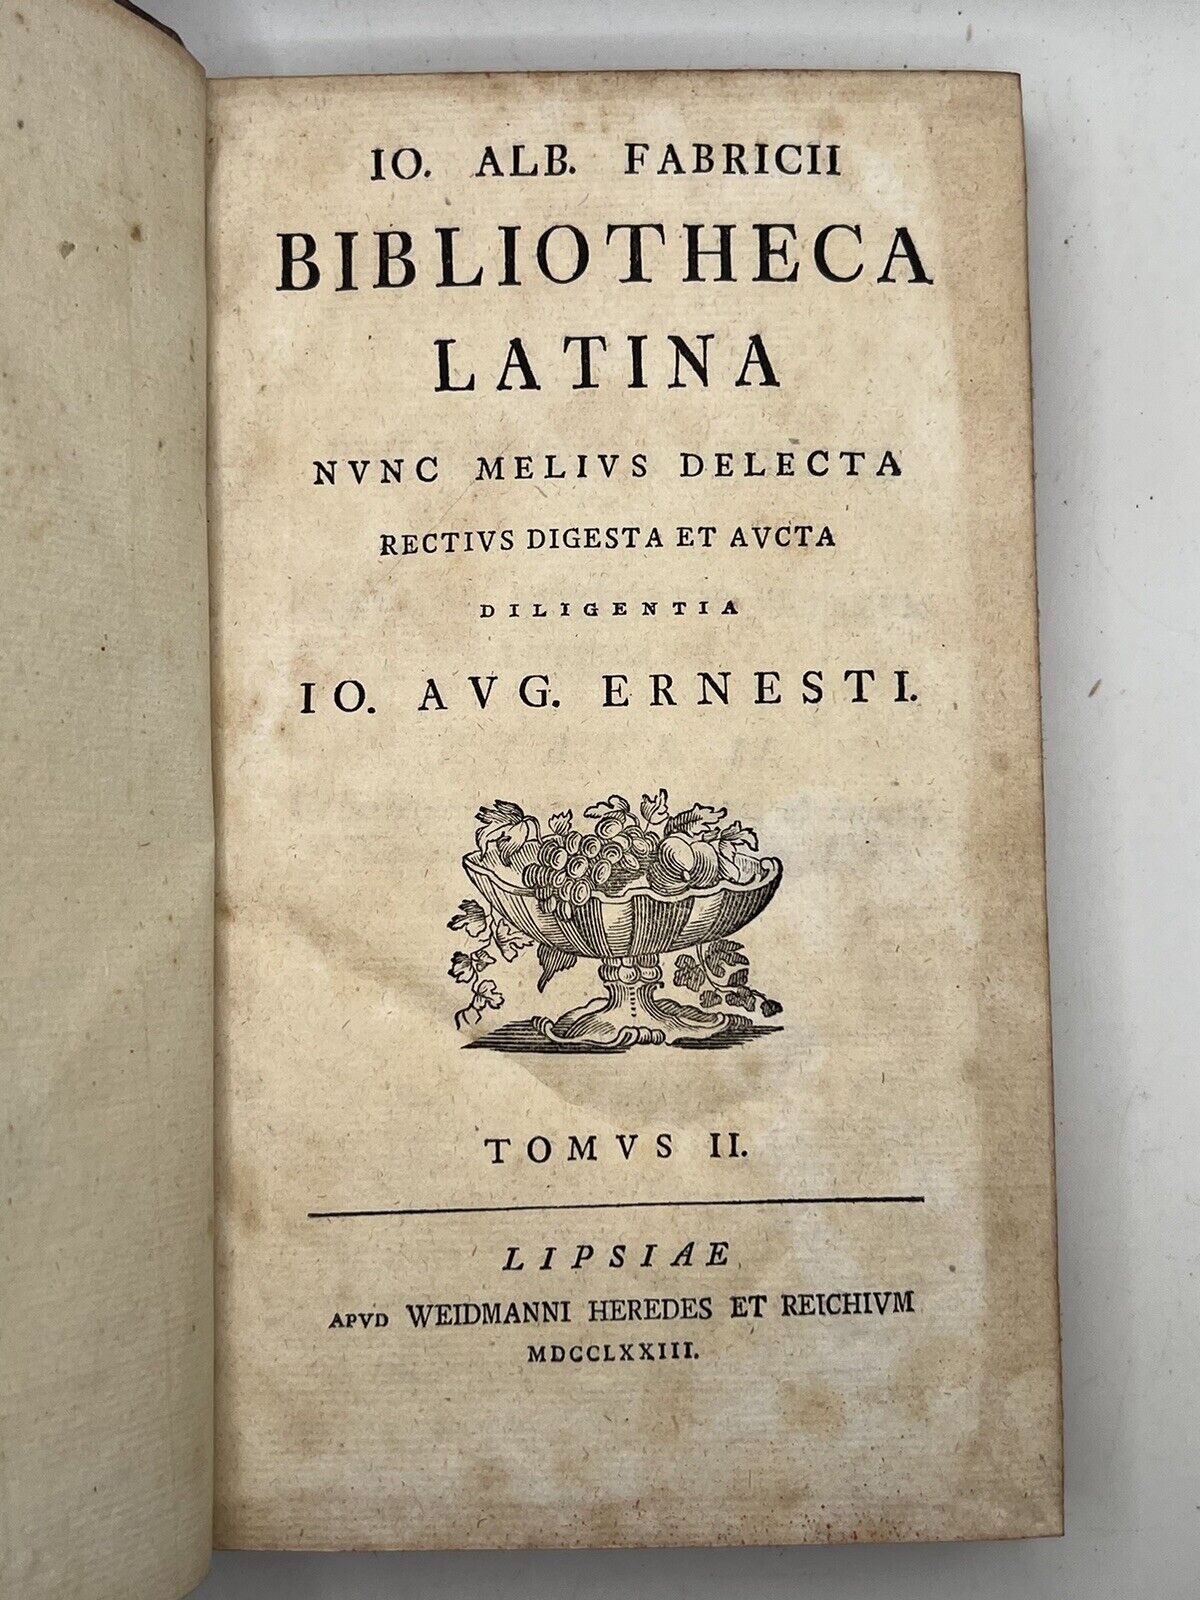 IO. ALB. FABRICII
BIBLIOTHECA
LATINA
NVNC MELIVS DELECTA
RECTIVS DIGESTA ET AVCTA
DILIGENTIA
IO. AVG. ERNESTI.
TOMVS II.
LIPSIAE
APVD WEIDMANNI HEREDES ET REICHIVM
MDCCLXXIII.